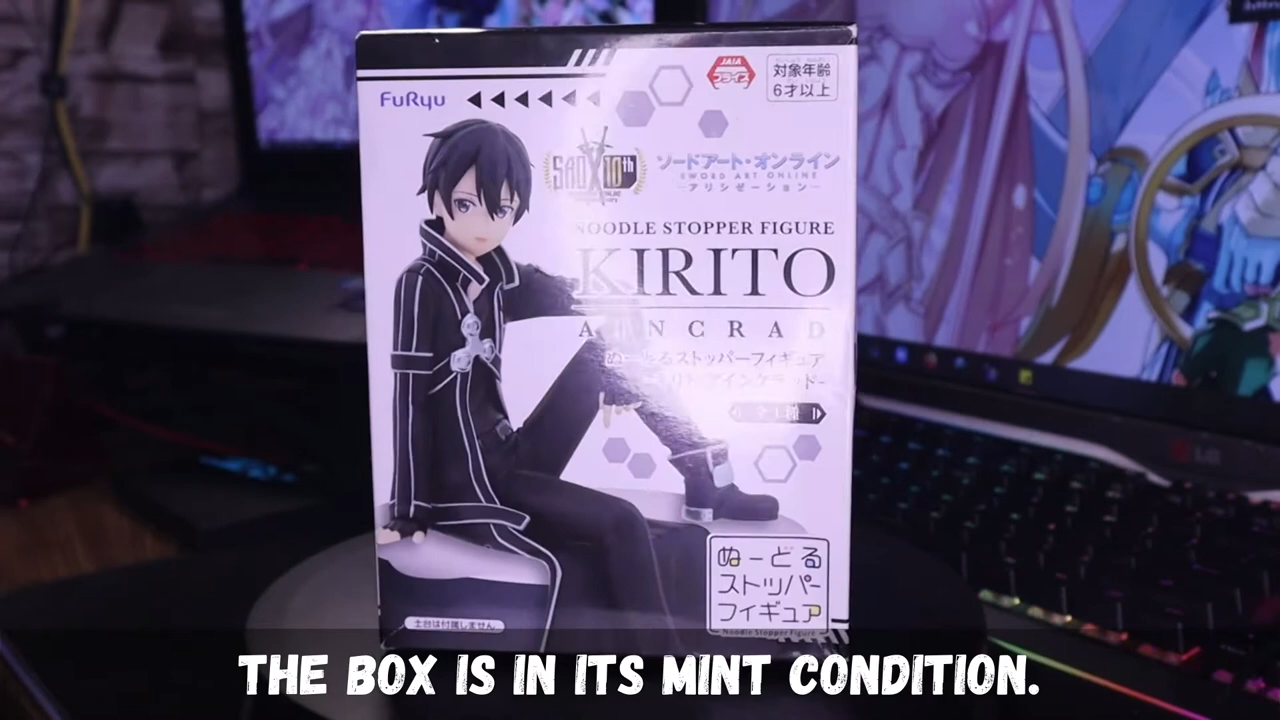 FuRyu
JAIA
プライズ
対象年齢
6才以上
SAO 10th
ソードアート・オンライン
SWORD ART ONLINE
アリシゼーション
NOODLE STOPPER FIGURE
KIRITO
AINCRAD
ぬーどるストッパーフィギュア
全1種
ぬーどる
ストッパー
フィギュア
Noodle Stopper Figure
土台は付属しません。
LG
THE BOX IS IN ITS MINT CONDITION.